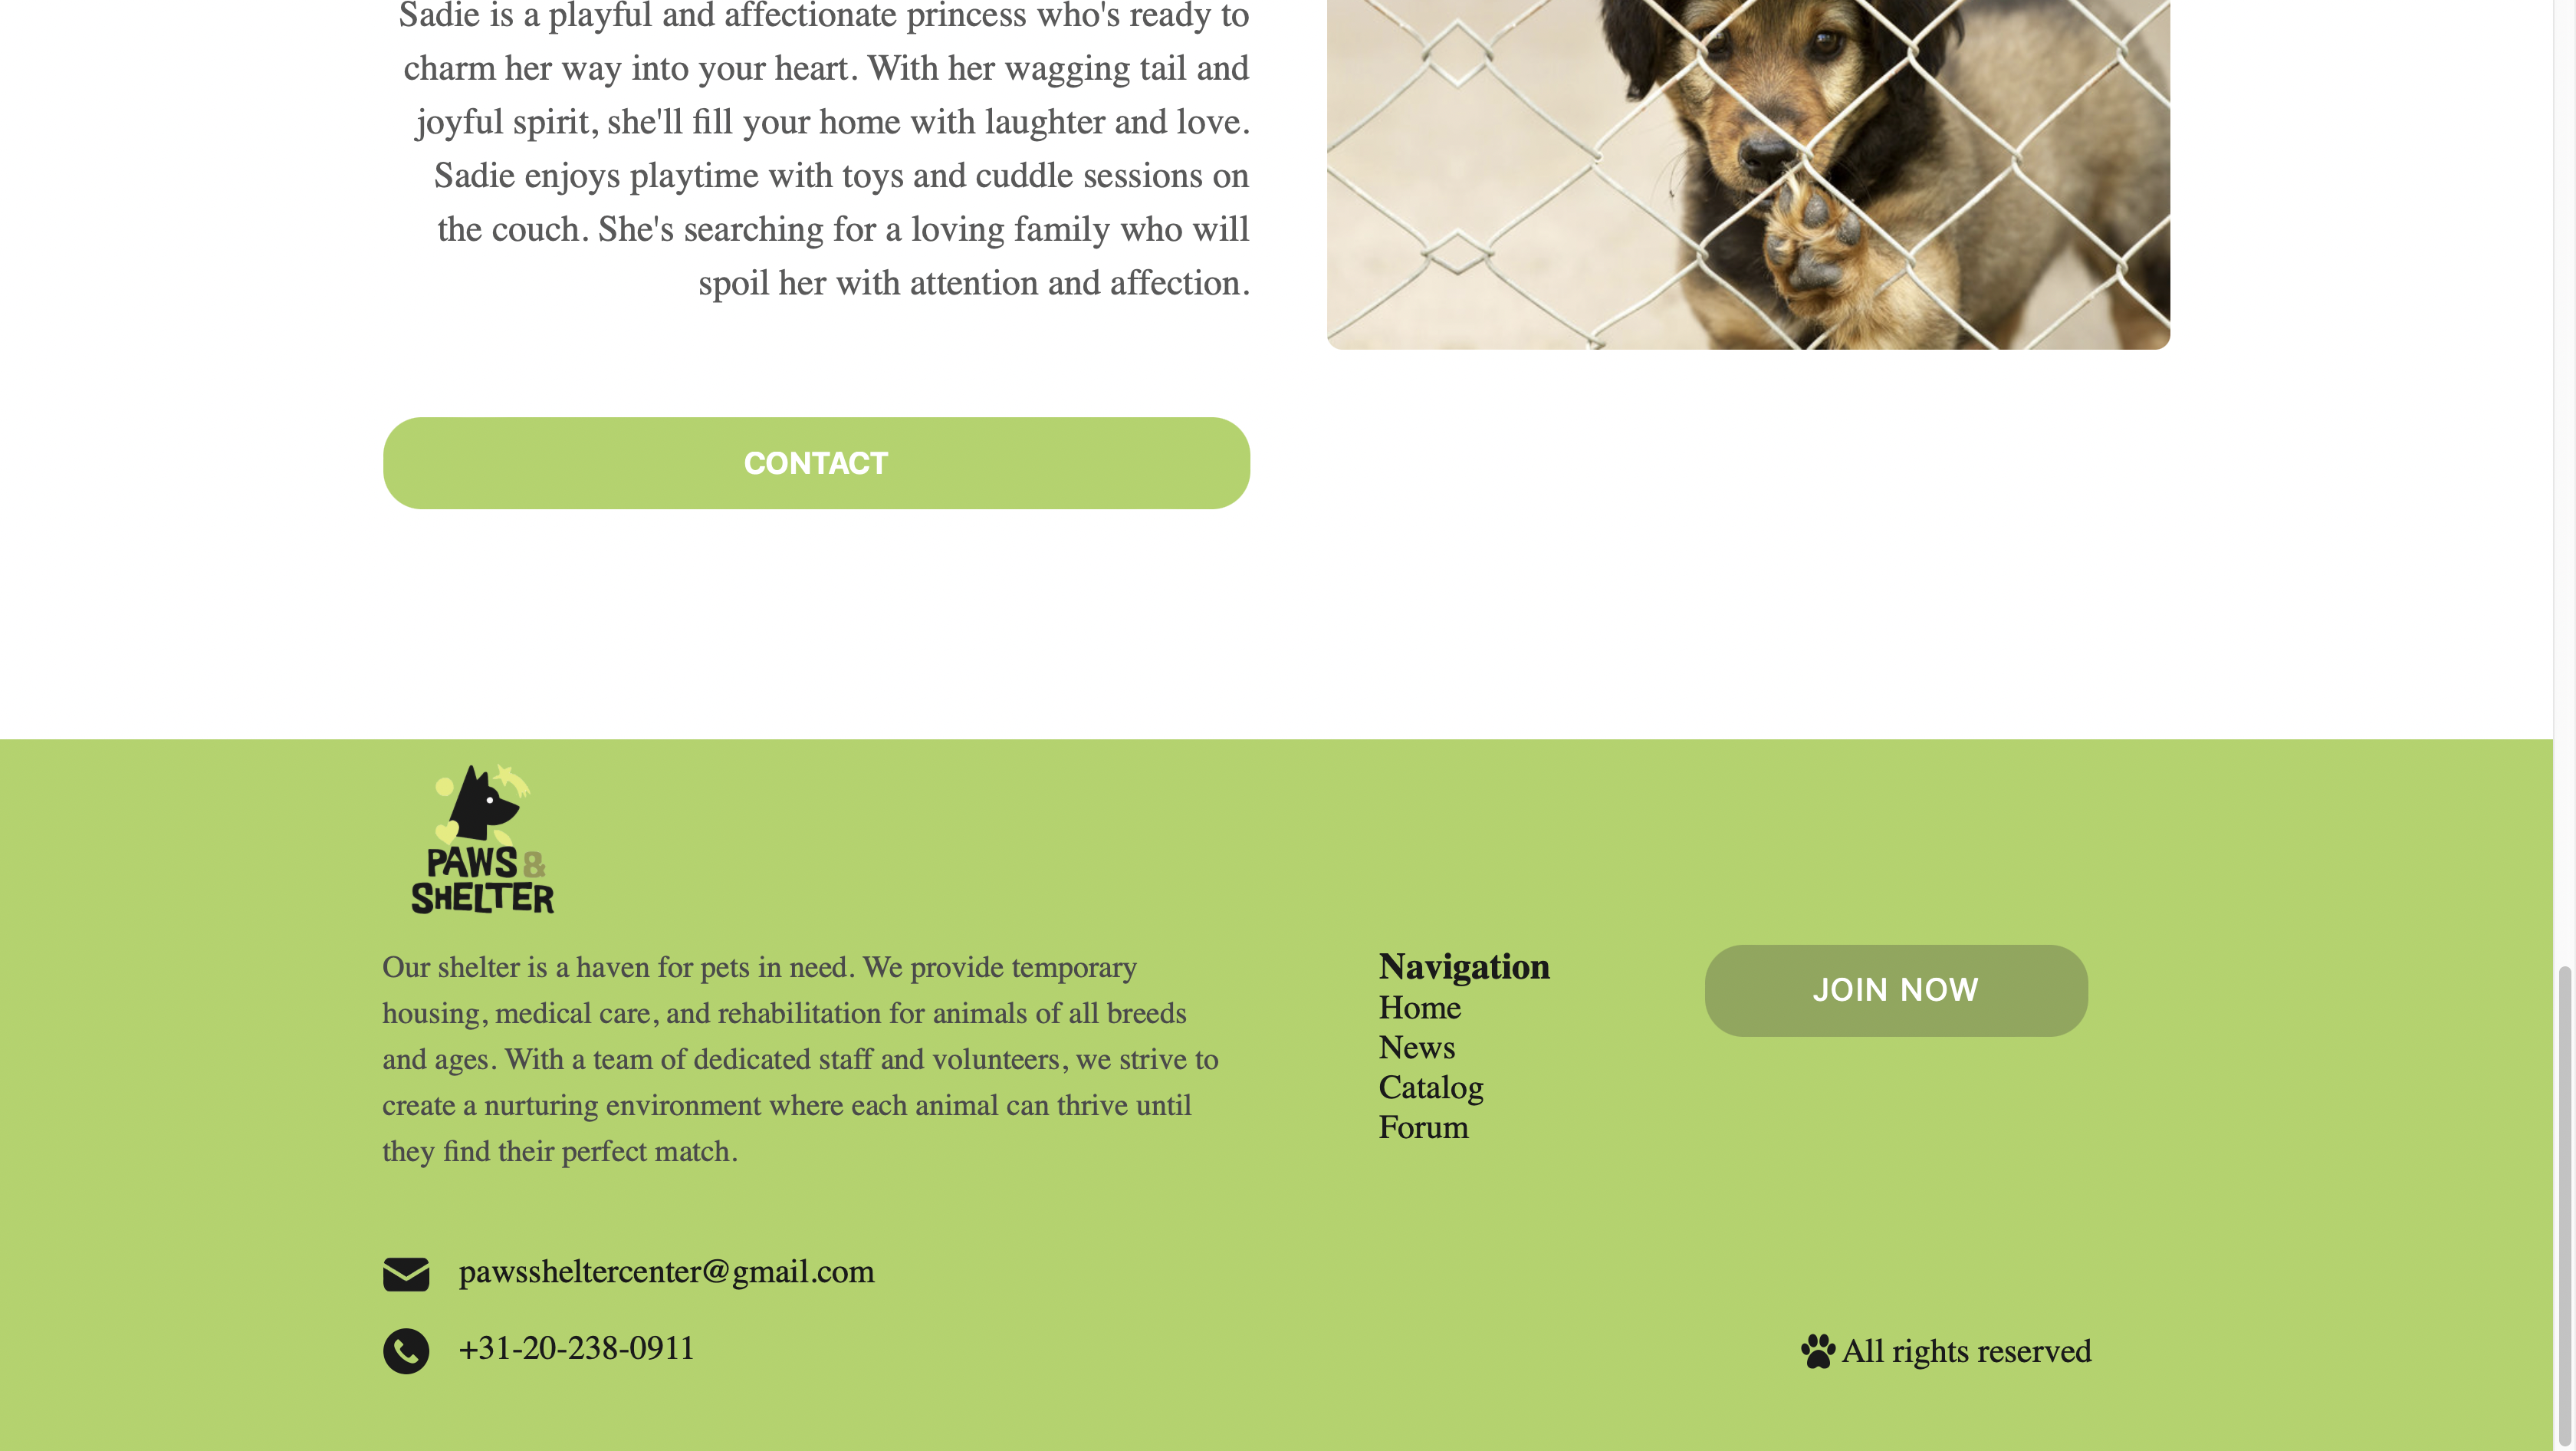 Sadie is a playful and affectionate princess who's ready to
charm her way into your heart. With her wagging tail and
joyful spirit, she'll fill your home with laughter and love.
Sadie enjoys playtime with toys and cuddle sessions on
the couch. She's searching for a loving family who will
spoil her with attention and affection.
CONTACT
PAWS &
SHELTER
Our shelter is a haven for pets in need. We provide temporary
housing, medical care, and rehabilitation for animals of all breeds
and ages. With a team of dedicated staff and volunteers, we strive to
create a nurturing environment where each animal can thrive until
they find their perfect match.
pawssheltercenter@gmail.com
+31-20-238-0911
Navigation
Home
News
Catalog
Forum
JOIN NOW
All rights reserved